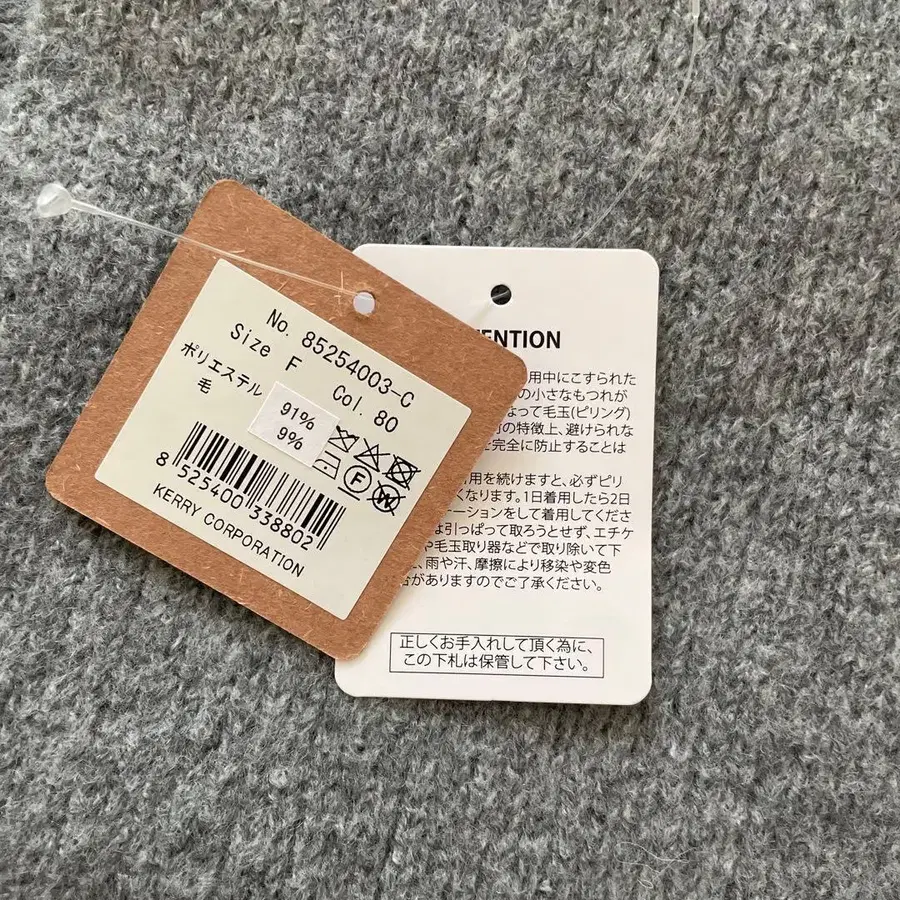 No. 85254003-C
Size F Col. 80
ポリエステル 91%
毛 9%
F
W
8 525400 338802
KERRY CORPORATION
用中にこすられた
の小さなもつれが
よって毛玉(ピリング)
の特徴上、避けられな
完全に防止することは
用を続けますと、必ずピリ
くなります。1日着用したら2日
ーションをして着用してくださ
は引っぱって取ろうとせず、エチケ
や毛玉取り器などで取り除いて下
、雨や汗、摩擦により移染や変色
がありますのでご了承ください。
正しくお手入れして頂く為に、
この下札は保管して下さい。